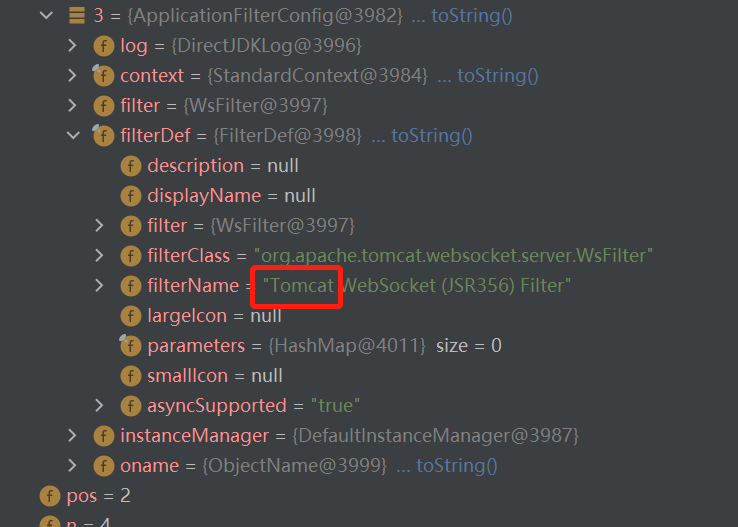 3 = {ApplicationFilterConfig@3982} ... toString()
f log = {DirectJDKLog@3996}
f context = {StandardContext@3984} ... toString()
f filter = {WsFilter@3997}
f filterDef = {FilterDef@3998} ... toString()
f description = null
f displayName = null
f filter = {WsFilter@3997}
f filterClass = "org.apache.tomcat.websocket.server.WsFilter"
f filterName = "Tomcat WebSocket (JSR356) Filter"
f largeIcon = null
f parameters = {HashMap@4011} size = 0
f smallIcon = null
f asyncSupported = "true"
f instanceManager = {DefaultInstanceManager@3987}
f oname = {ObjectName@3999} ... toString()
f pos = 2
f n = 4